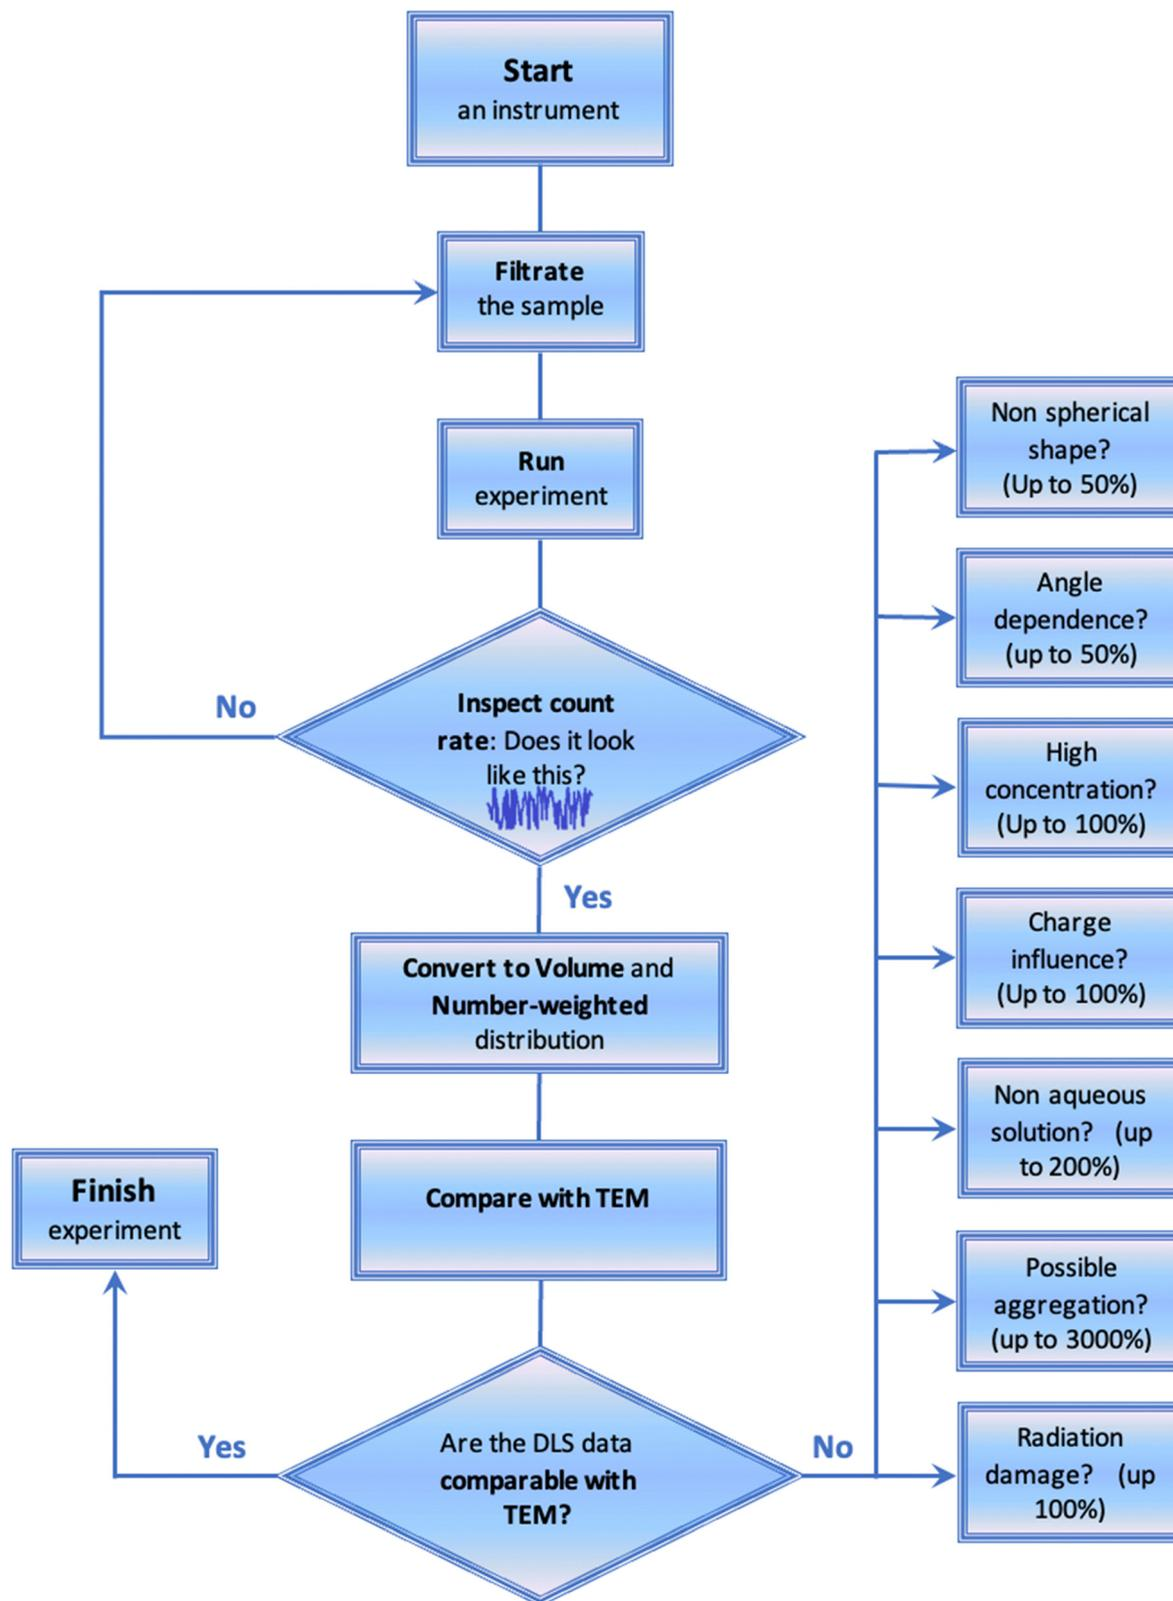 Start
an instrument
Filtrate
the sample
Run
experiment
Inspect count
rate: Does it look
like this?
No
Yes
Convert to Volume and
Number-weighted
distribution
Compare with TEM
Finish
experiment
Are the DLS data
comparable with
TEM?
Yes
No
Non spherical
shape?
(Up to 50%)
Angle
dependence?
(up to 50%)
High
concentration?
(Up to 100%)
Charge
influence?
(Up to 100%)
Non aqueous
solution? (up
to 200%)
Possible
aggregation?
(up to 3000%)
Radiation
damage? (up
100%)